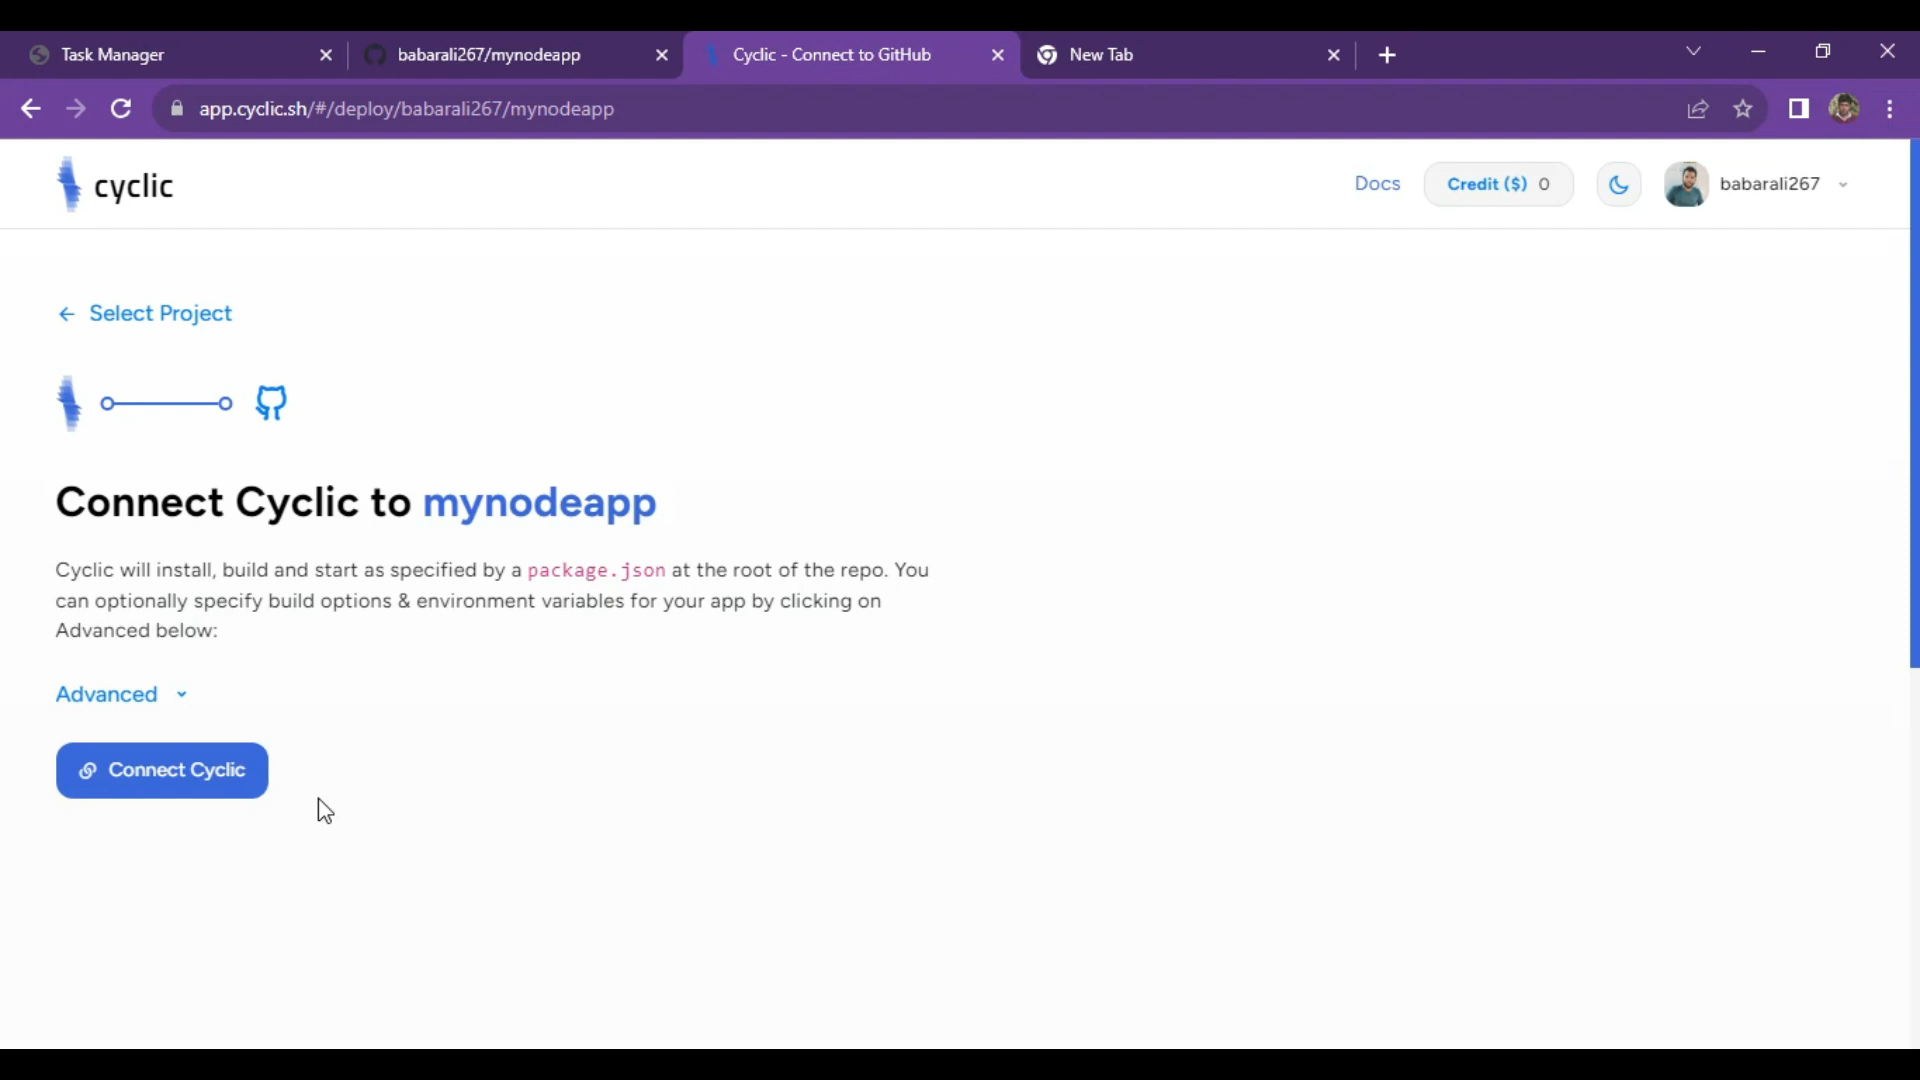 Task Manager
babarali267/mynodeapp
Cyclic - Connect to GitHub
New Tab
app.cyclic.sh/#/deploy/babarali267/mynodeapp
cyclic
Docs
Credit ($) 0
babarali267
Select Project
Connect Cyclic to mynodeapp
Cyclic will install, build and start as specified by a package.json at the root of the repo. You
can optionally specify build options & environment variables for your app by clicking on
Advanced below:
Advanced
Connect Cyclic